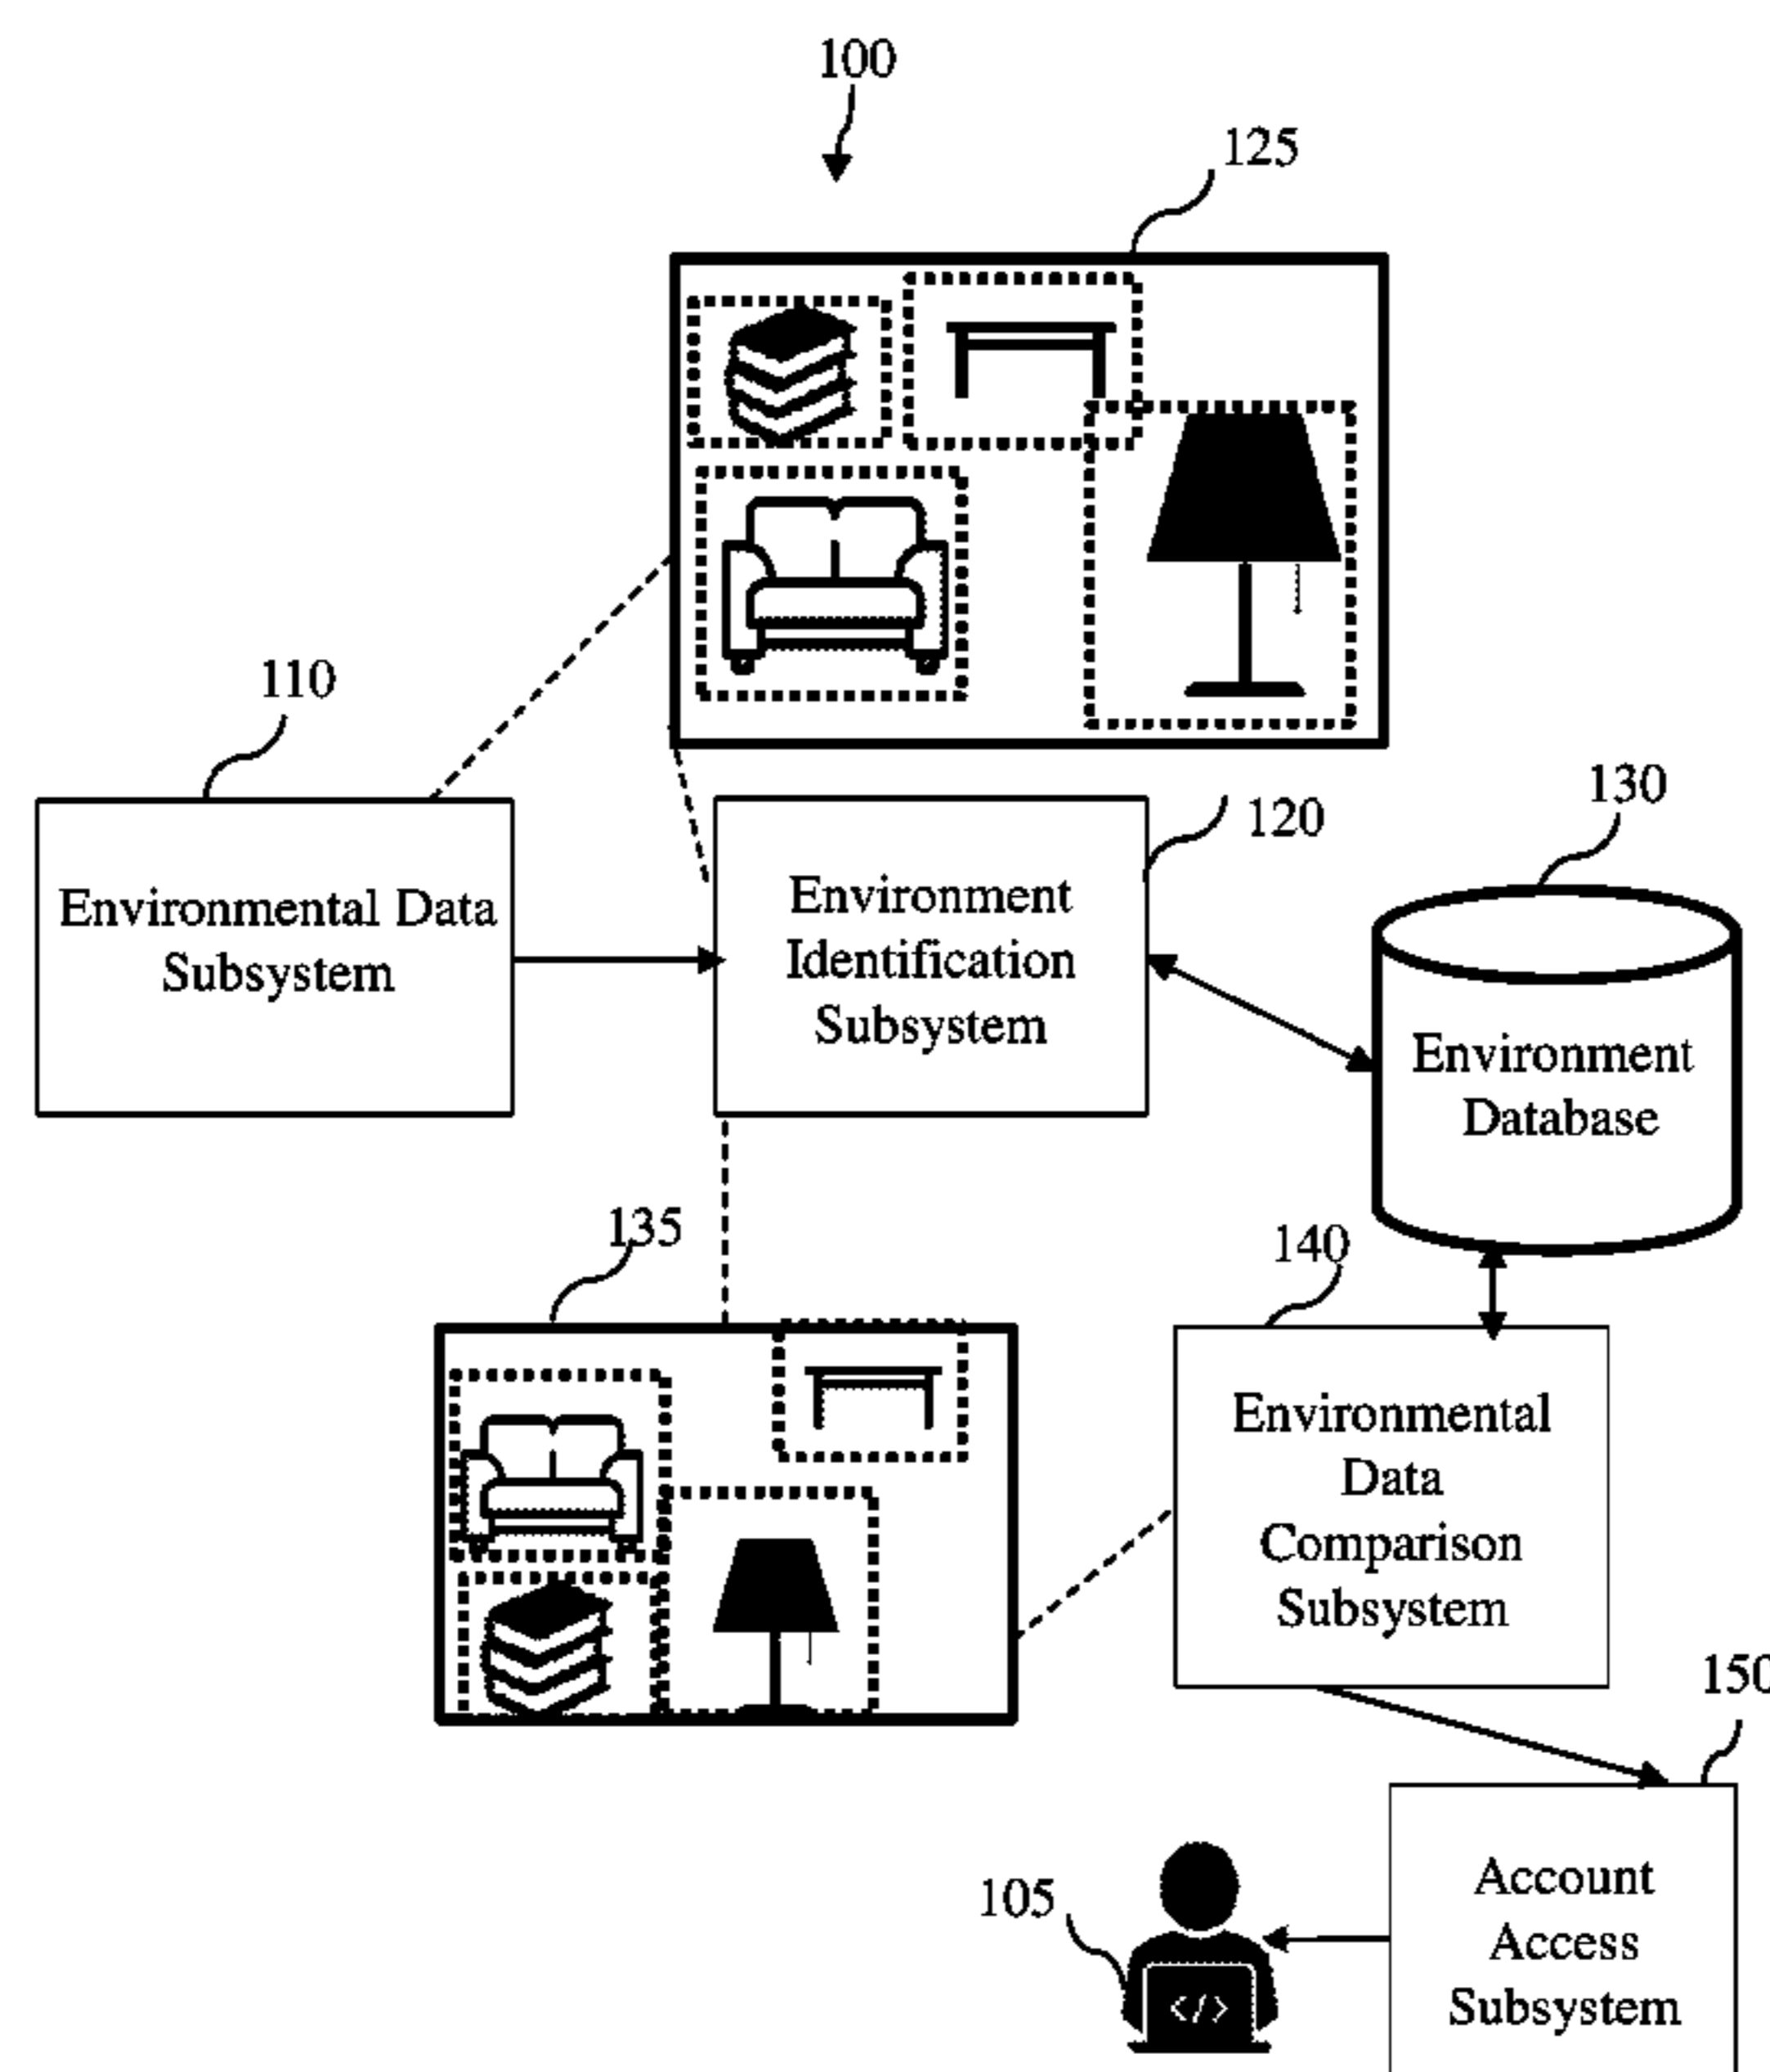 100
125
110
120
130
Environmental Data
Subsystem
Environment
Identification
Subsystem
Environment
Database
135
140
Environmental
Data
Comparison
Subsystem
150
105
</>
Account
Access
Subsystem